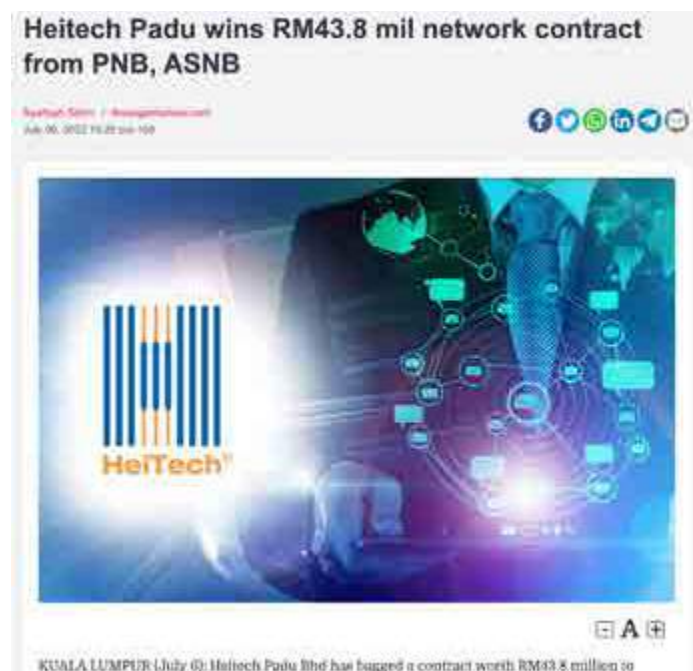 Heitech Padu wins RM43.8 mil network contract
from PNB, ASNB
HeiTech
A
KUALA LUMPUR (July 6): Heitech Padu Bhd has bagged a contract worth RM43.8 million to